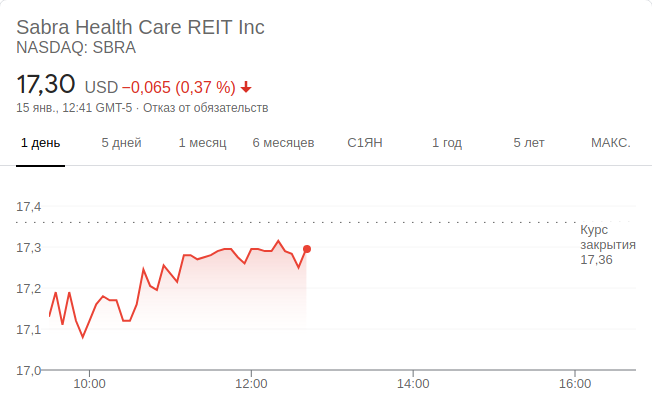 Sabra Health Care REIT Inc
NASDAQ: SBRA
17,30 USD −0,065 (0,37 %)
15 янв., 12:41 GMT-5 · Отказ от обязательств
1 день 5 дней 1 месяц 6 месяцев С1ЯН 1 год 5 лет МАКС.
17,4
Курс
закрытия
17,36
17,3
17,2
17,1
17,0
10:00 12:00 14:00 16:00